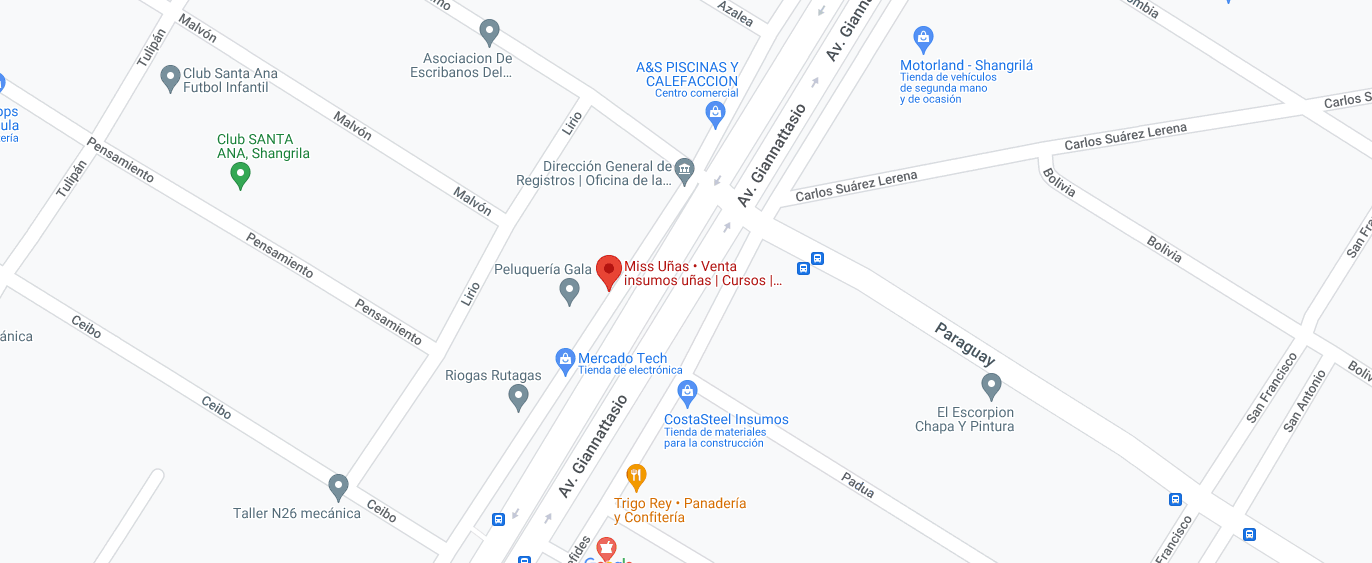 Azalea
Malvón
Tulipán
Av. Giannattasio
Asociacion De
Escribanos Del...
Club Santa Ana
Futbol Infantil
A&S PISCINAS Y
CALEFACCION
Centro comercial
Motorland - Shangrilá
Tienda de vehículos
de segunda mano
y de ocasión
Malvón
Lirio
Carlos Suárez Lerena
Club SANTA
ANA, Shangrila
Pensamiento
Tulipán
Dirección General de
Registros | Oficina de la...
Av. Giannattasio
Carlos Suárez Lerena
Bolivia
Malvón
Pensamiento
Bolivia
Peluquería Gala
Miss Uñas • Venta
insumos uñas | Cursos |...
Lirio
Pensamiento
Ceibo
Paraguay
Mercado Tech
Tienda de electrónica
Riogas Rutagas
San Francisco
San Antonio
Ceibo
CostaSteel Insumos
Tienda de materiales
para la construcción
El Escorpion
Chapa Y Pintura
Av. Giannattasio
Padua
Trigo Rey • Panadería
y Confitería
Taller N26 mecánica
Ceibo
Francisco